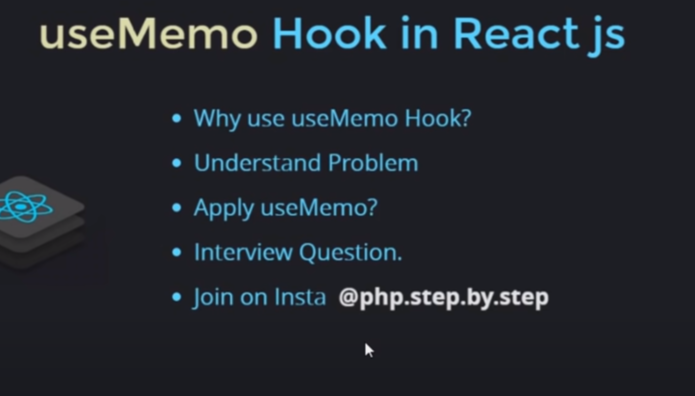 useMemo Hook in React js
• Why use useMemo Hook?
• Understand Problem
• Apply useMemo?
• Interview Question.
• Join on Insta @php.step.by.step